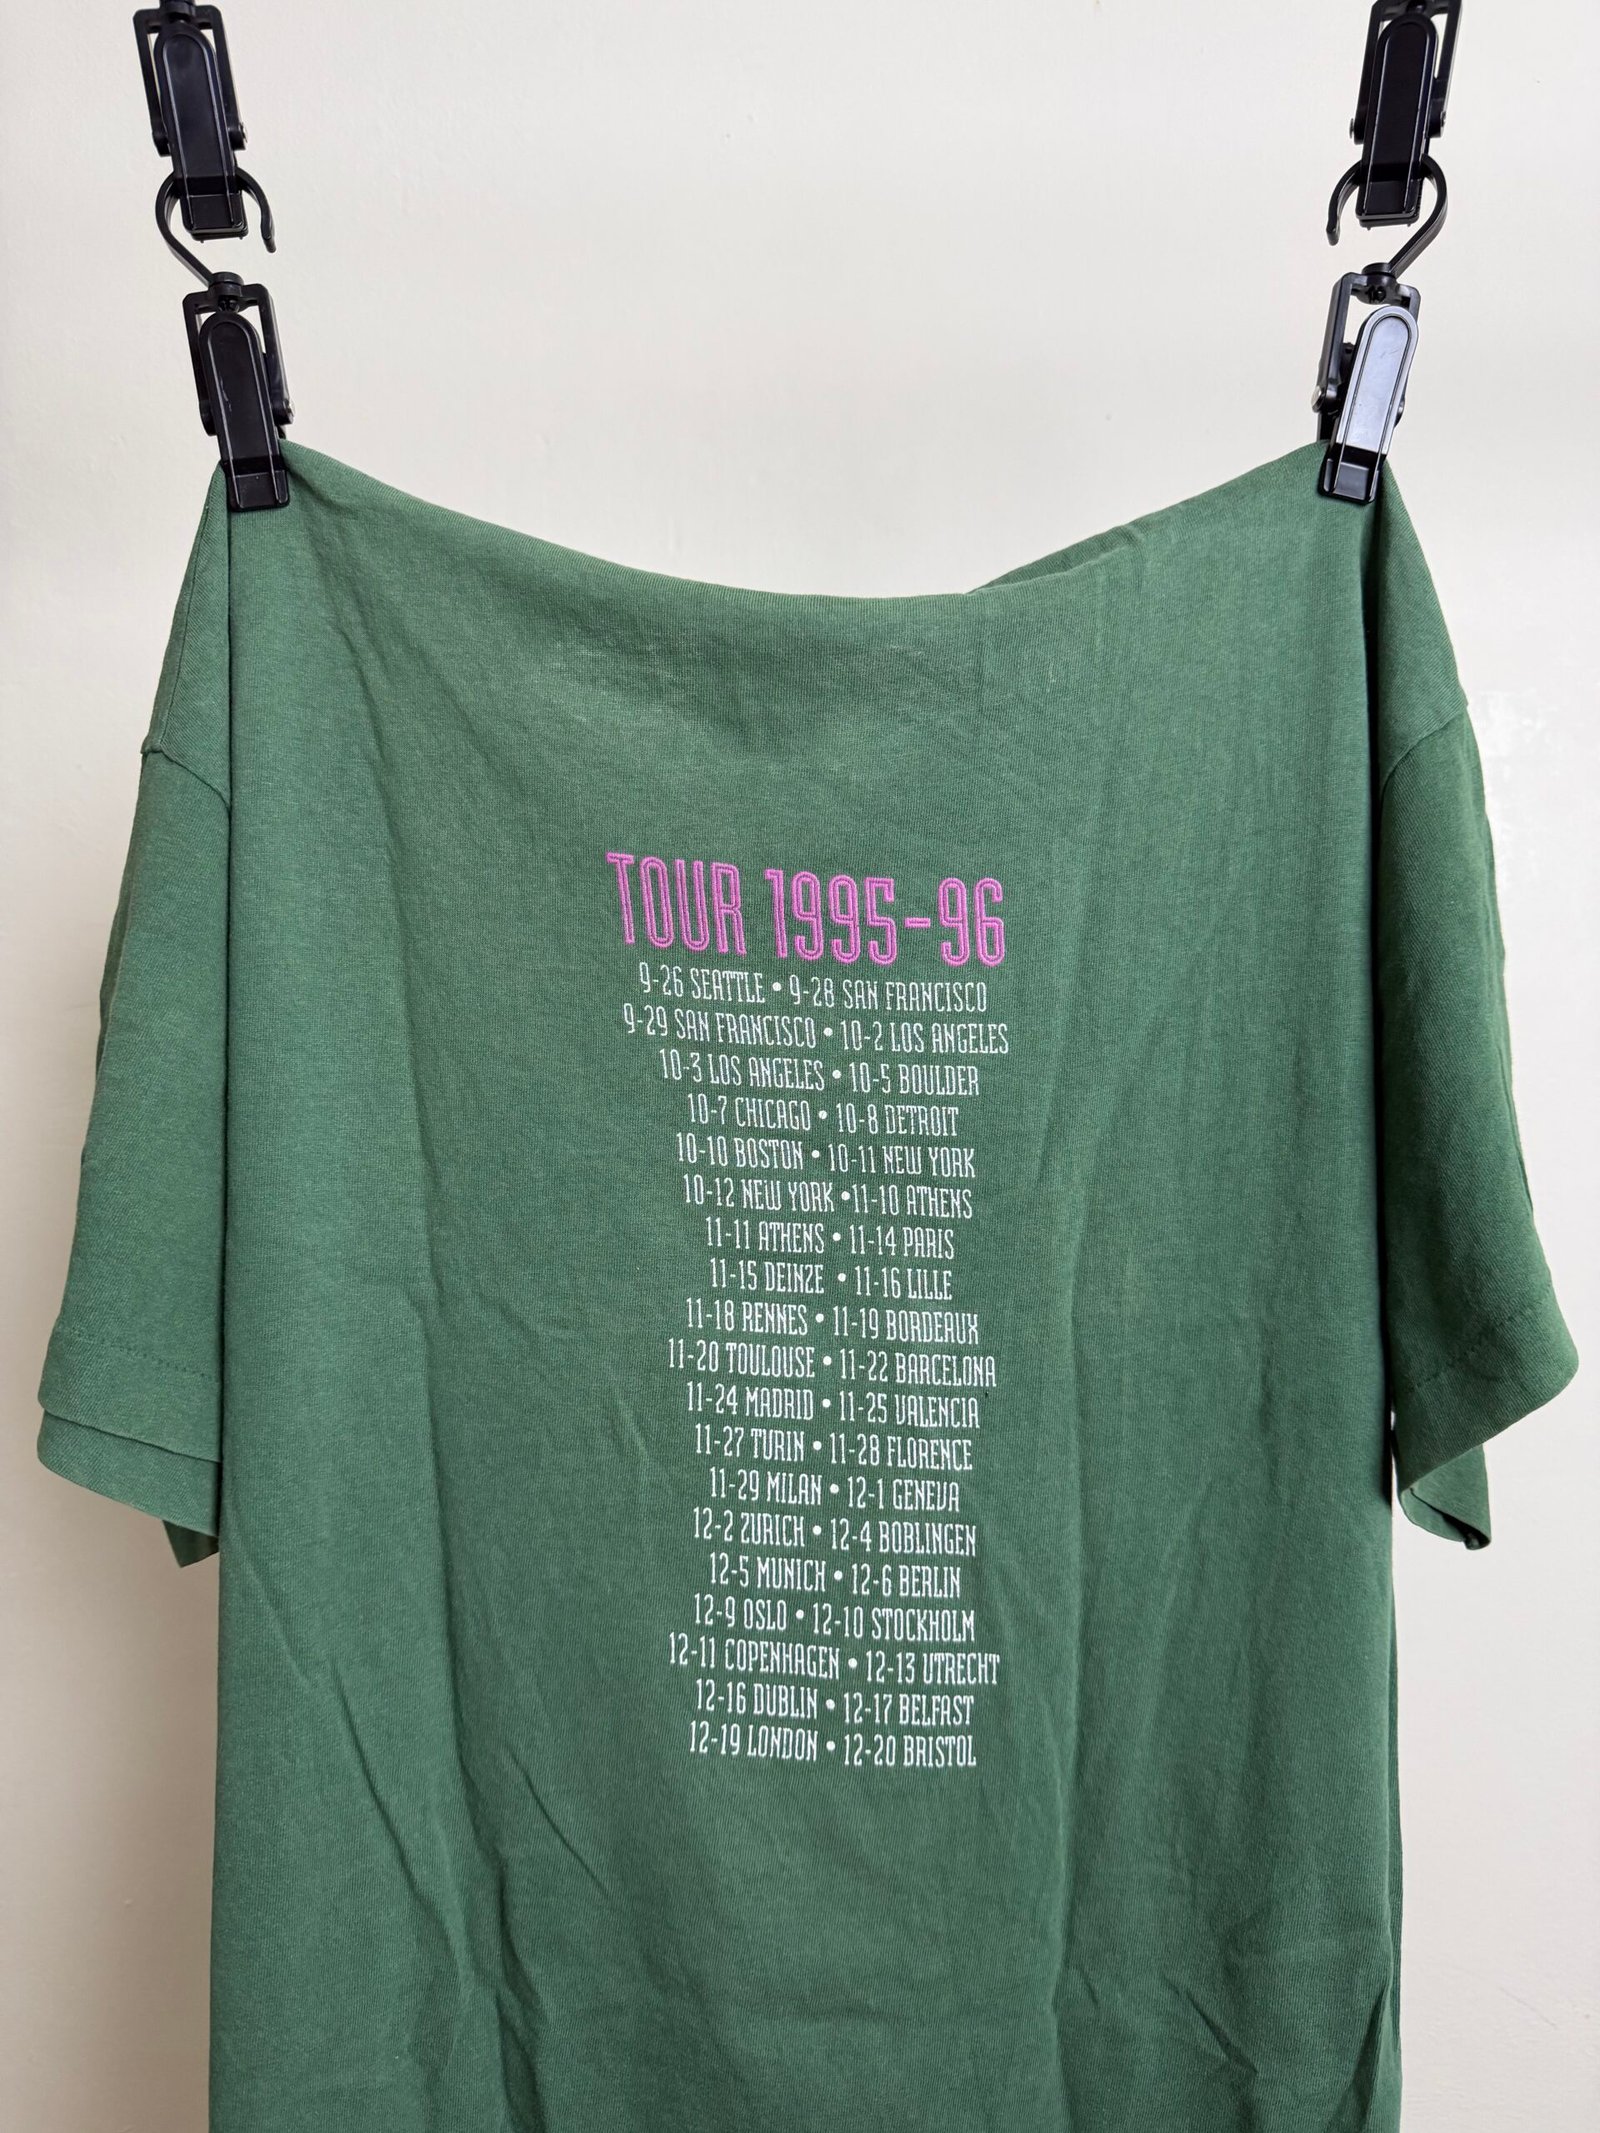 TOUR 1995-96
9-26 SEATTLE • 9-28 SAN FRANCISCO
9-29 SAN FRANCISCO • 10-2 LOS ANGELES
10-3 LOS ANGELES • 10-5 BOULDER
10-7 CHICAGO • 10-8 DETROIT
10-10 BOSTON • 10-11 NEW YORK
10-12 NEW YORK • 11-10 ATHENS
11-11 ATHENS • 11-14 PARIS
11-15 DEINZE • 11-16 LILLE
11-18 RENNES • 11-19 BORDEAUX
11-20 TOULOUSE • 11-22 BARCELONA
11-24 MADRID • 11-25 VALENCIA
11-27 TURIN • 11-28 FLORENCE
11-29 MILAN • 12-1 GENEVA
12-2 ZURICH • 12-4 BOBLINGEN
12-5 MUNICH • 12-6 BERLIN
12-9 OSLO • 12-10 STOCKHOLM
12-11 COPENHAGEN • 12-13 UTRECHT
12-16 DUBLIN • 12-17 BELFAST
12-19 LONDON • 12-20 BRISTOL